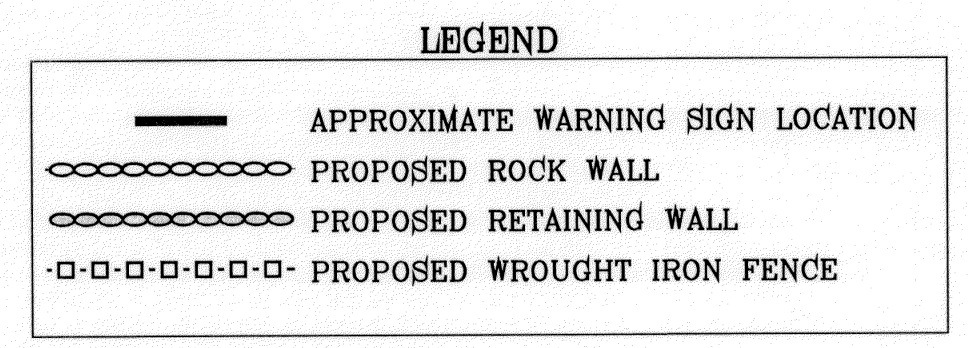 LEGEND
APPROXIMATE WARNING SIGN LOCATION
PROPOSED ROCK WALL
PROPOSED RETAINING WALL
PROPOSED WROUGHT IRON FENCE